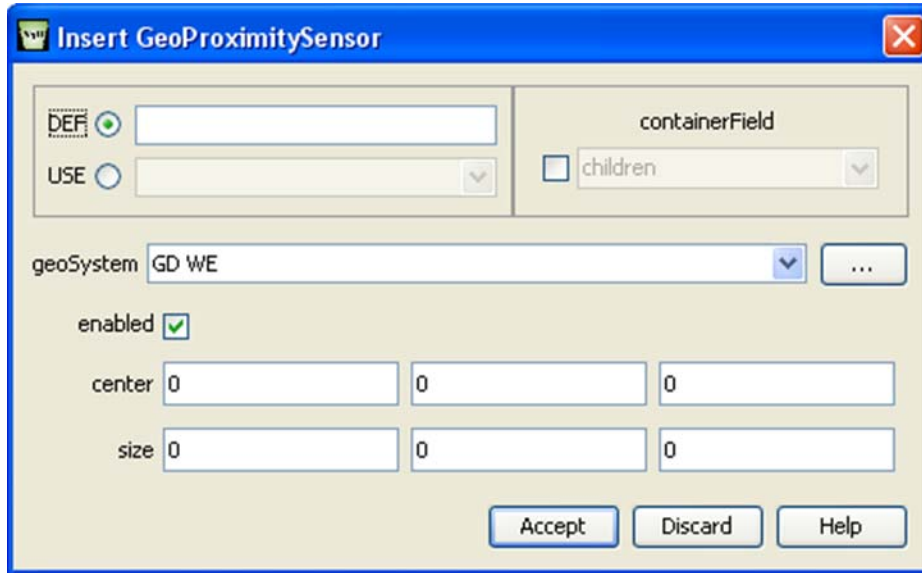 Insert GeoProximitySensor
DEF
USE
containerField
children
geoSystem GD WE ...
enabled
center 0 0 0
size 0 0 0
Accept Discard Help